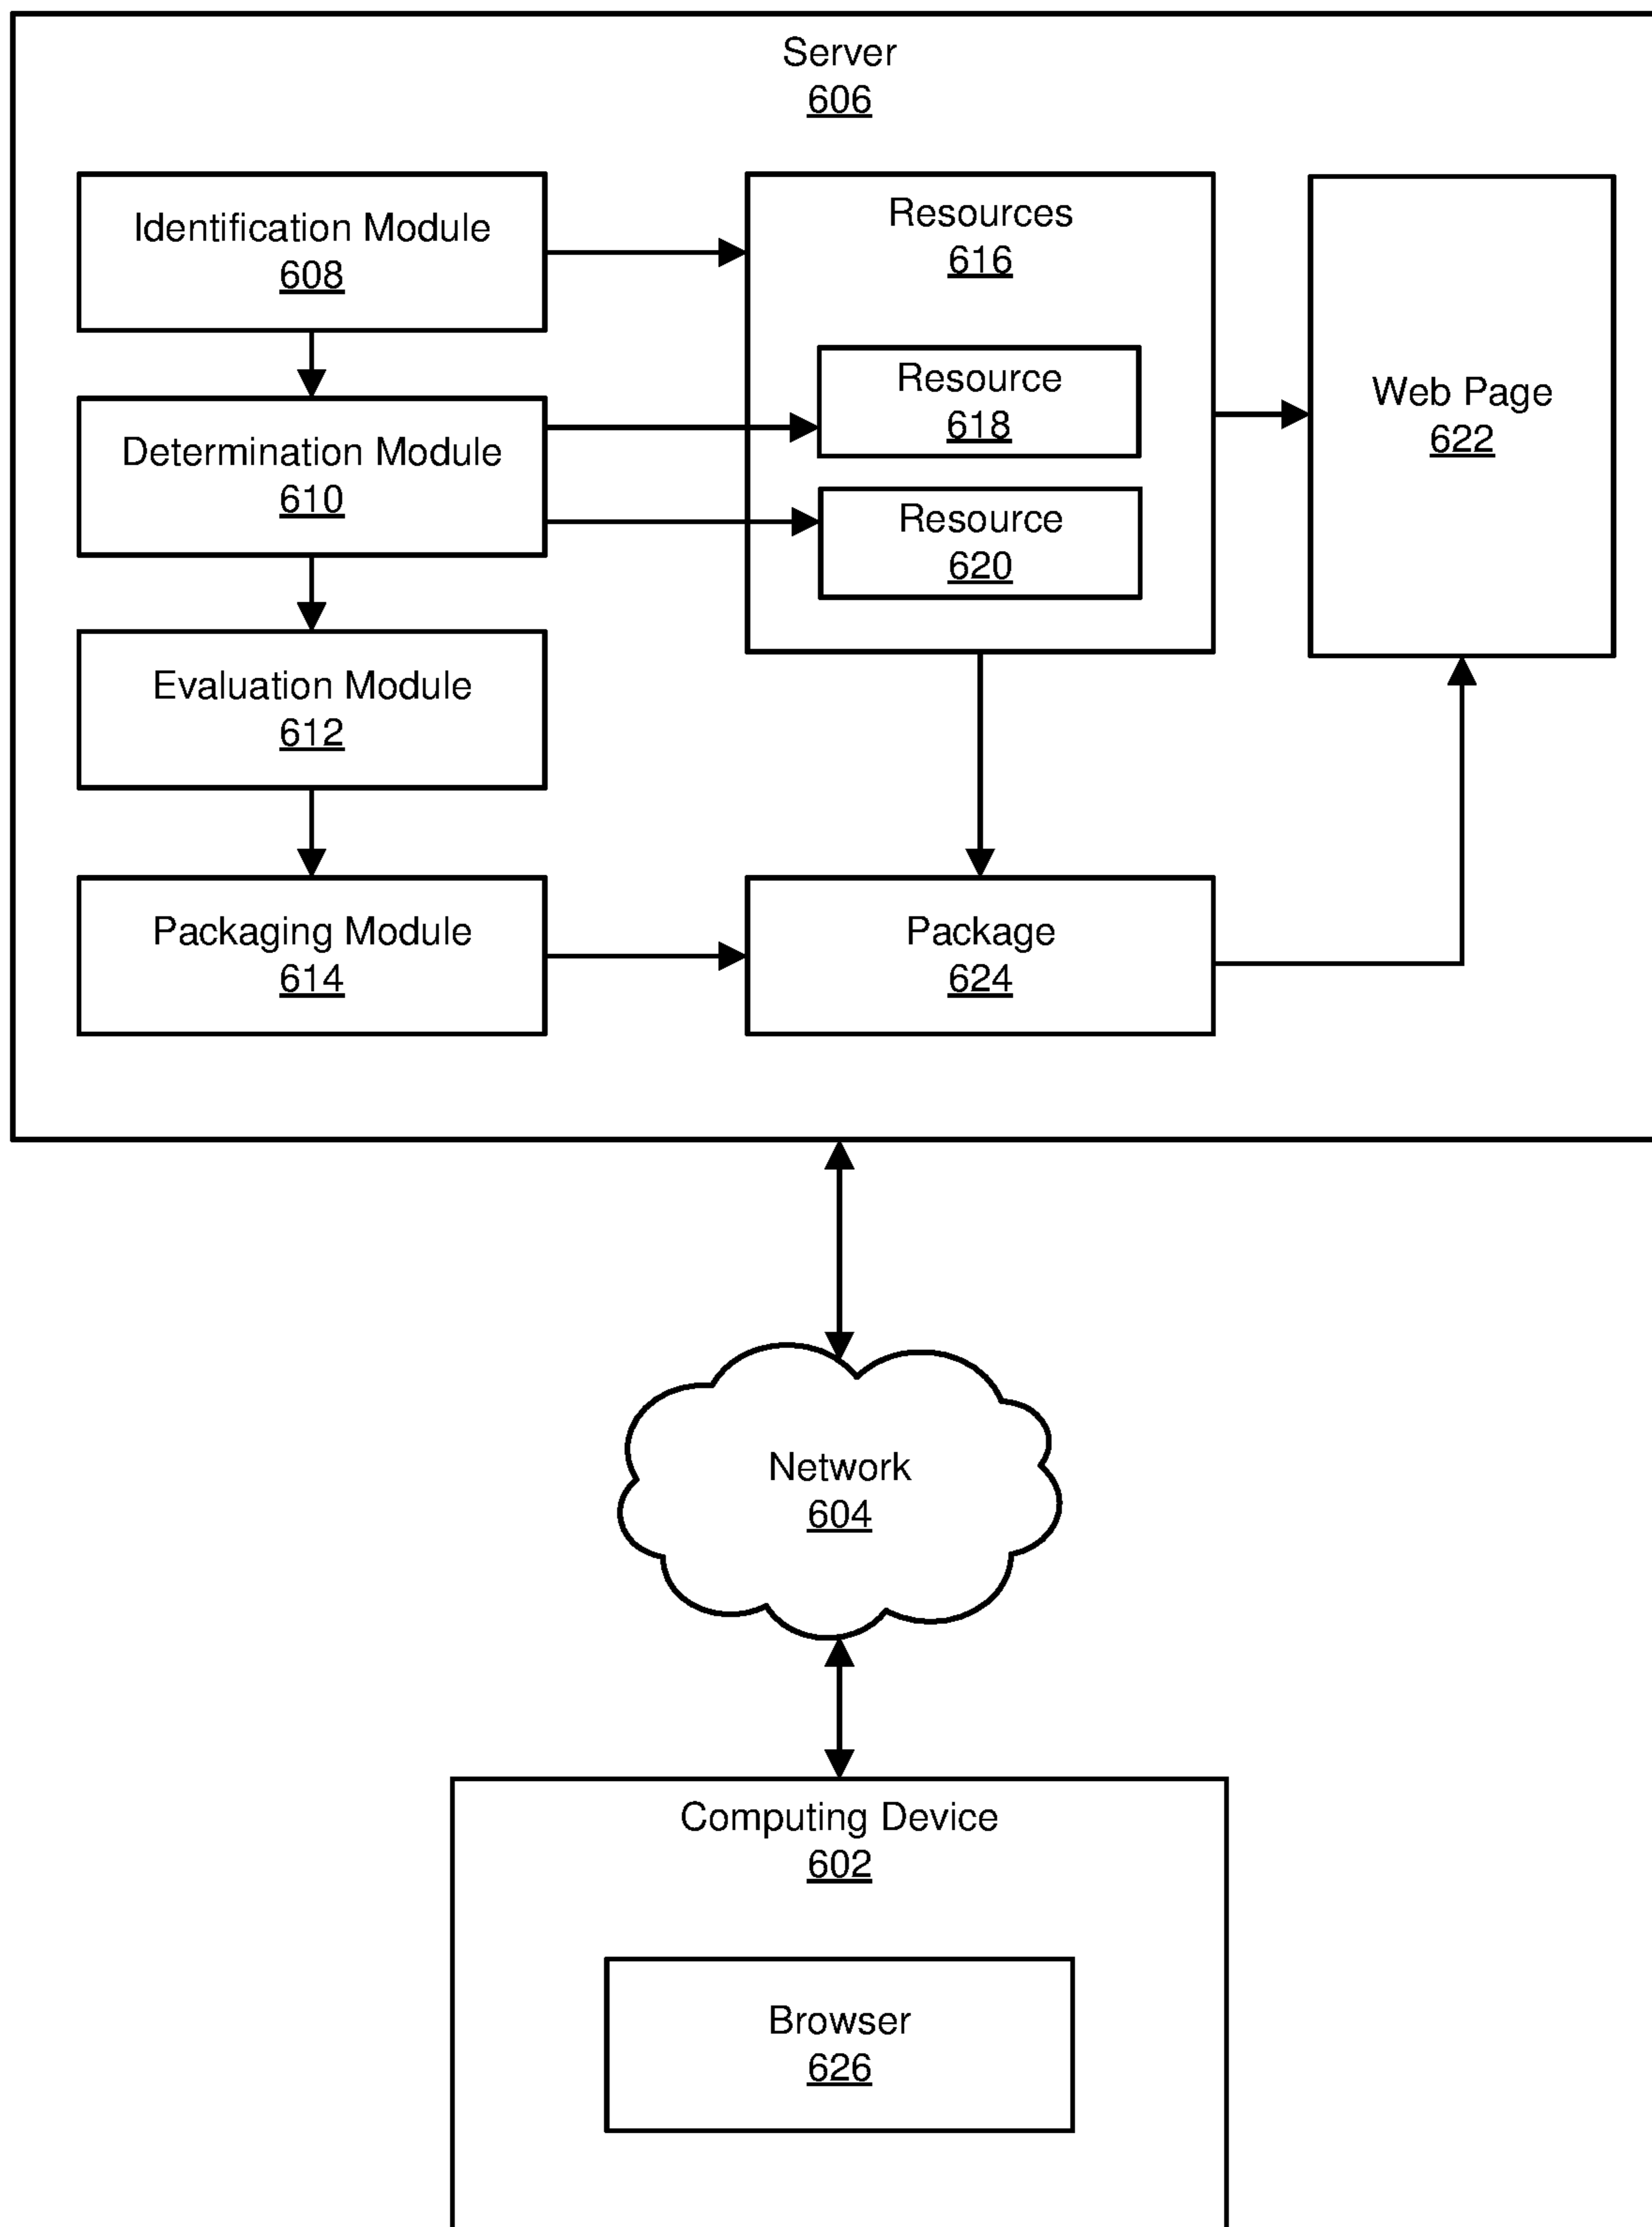 Server
606
Identification Module
608
Resources
616
Resource
618
Web Page
622
Determination Module
610
Resource
620
Evaluation Module
612
Packaging Module
614
Package
624
Network
604
Computing Device
602
Browser
626